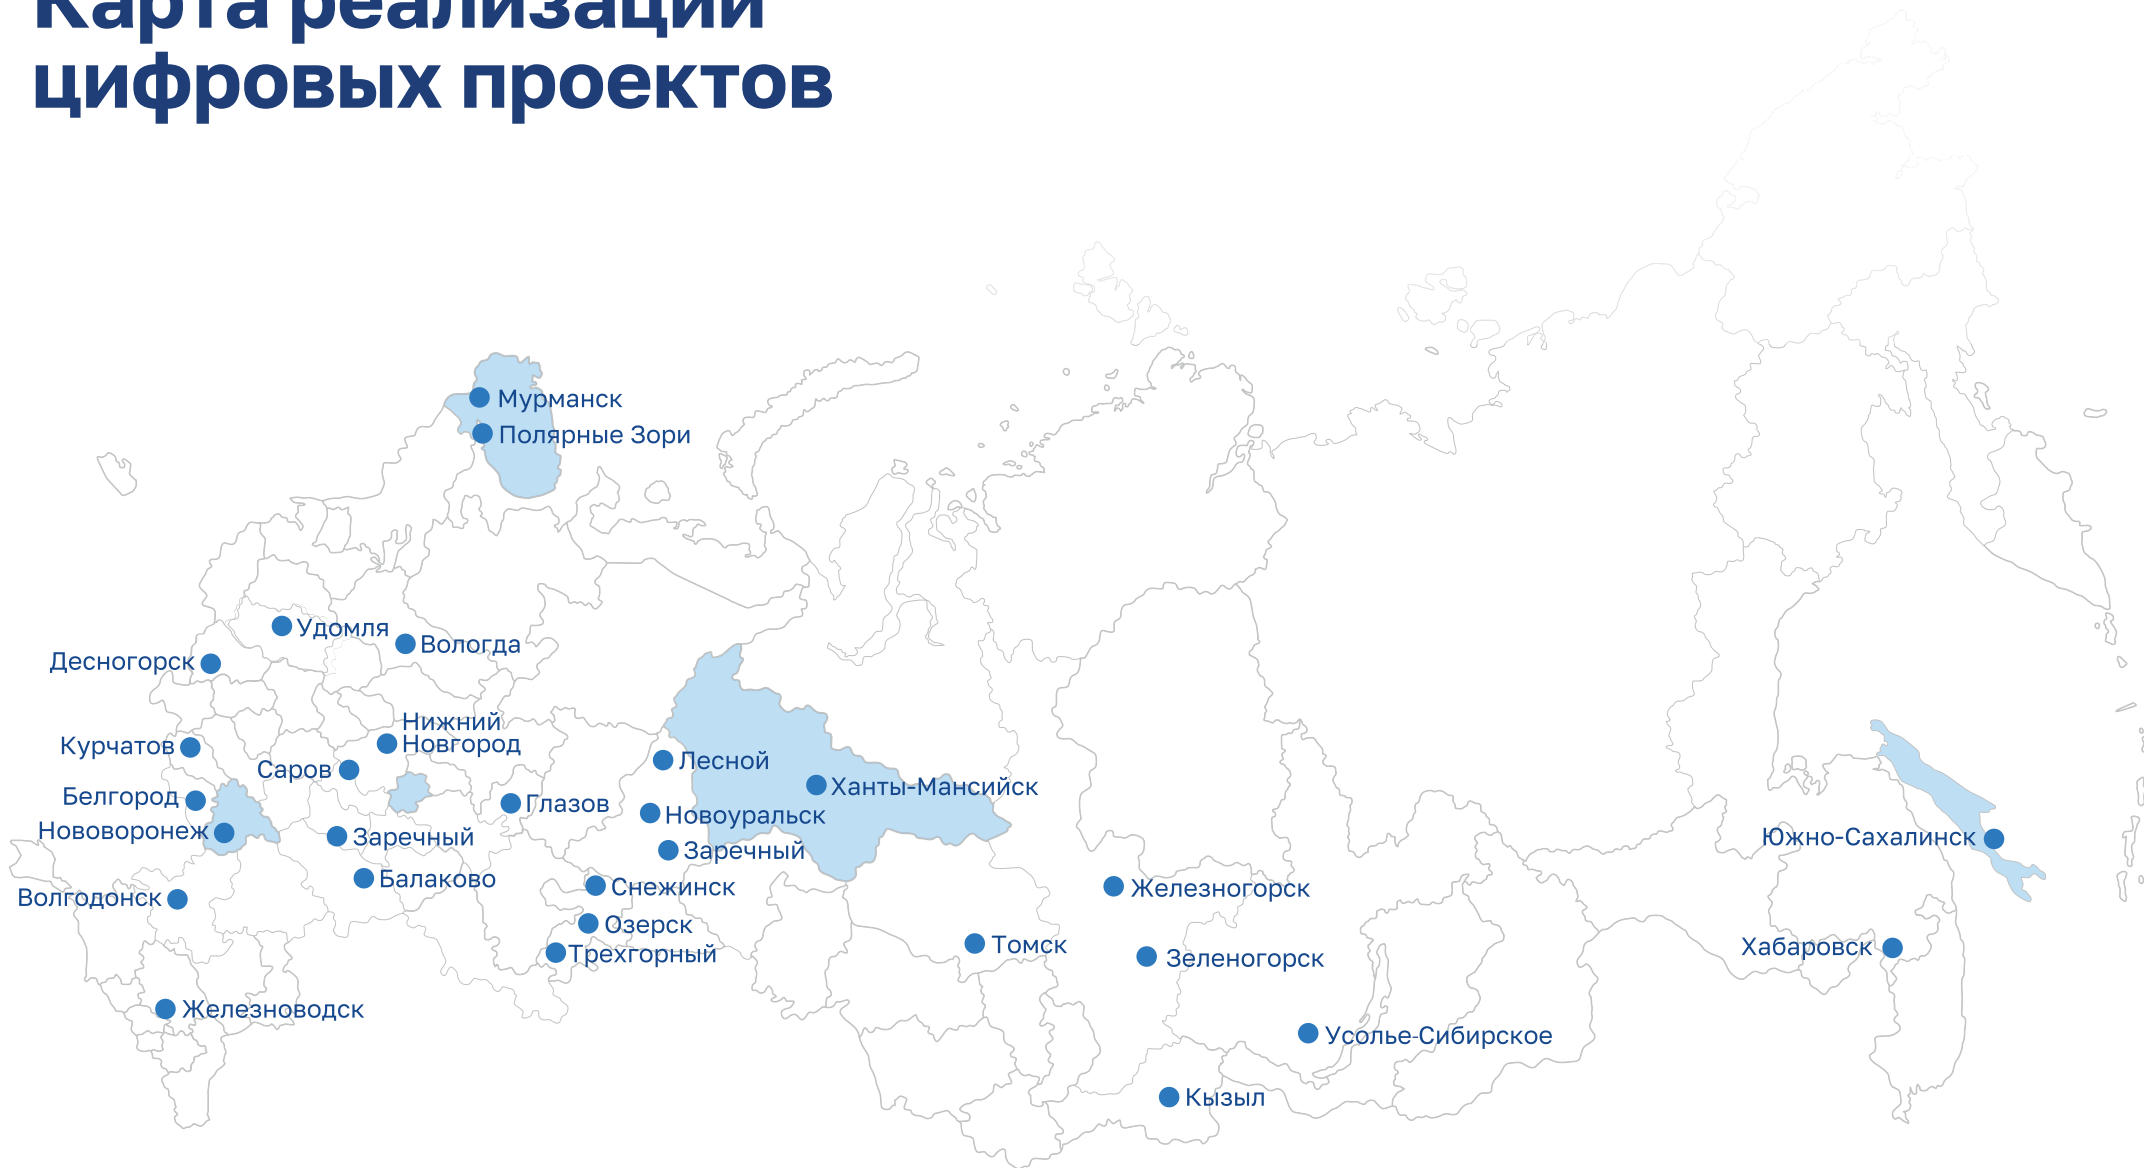 Карта реализации
цифровых проектов
Мурманск
Полярные Зори
Удомля
Вологда
Десногорск
Нижний
Новгород
Курчатов
Саров
Лесной
Ханты-Мансийск
Белгород
Глазов
Новоуральск
Нововоронеж
Заречный
Заречный
Южно-Сахалинск
Балаково
Снежинск
Железногорск
Волгодонск
Озерск
Трехгорный
Томск
Зеленогорск
Хабаровск
Железноводск
Усолье-Сибирское
Кызыл